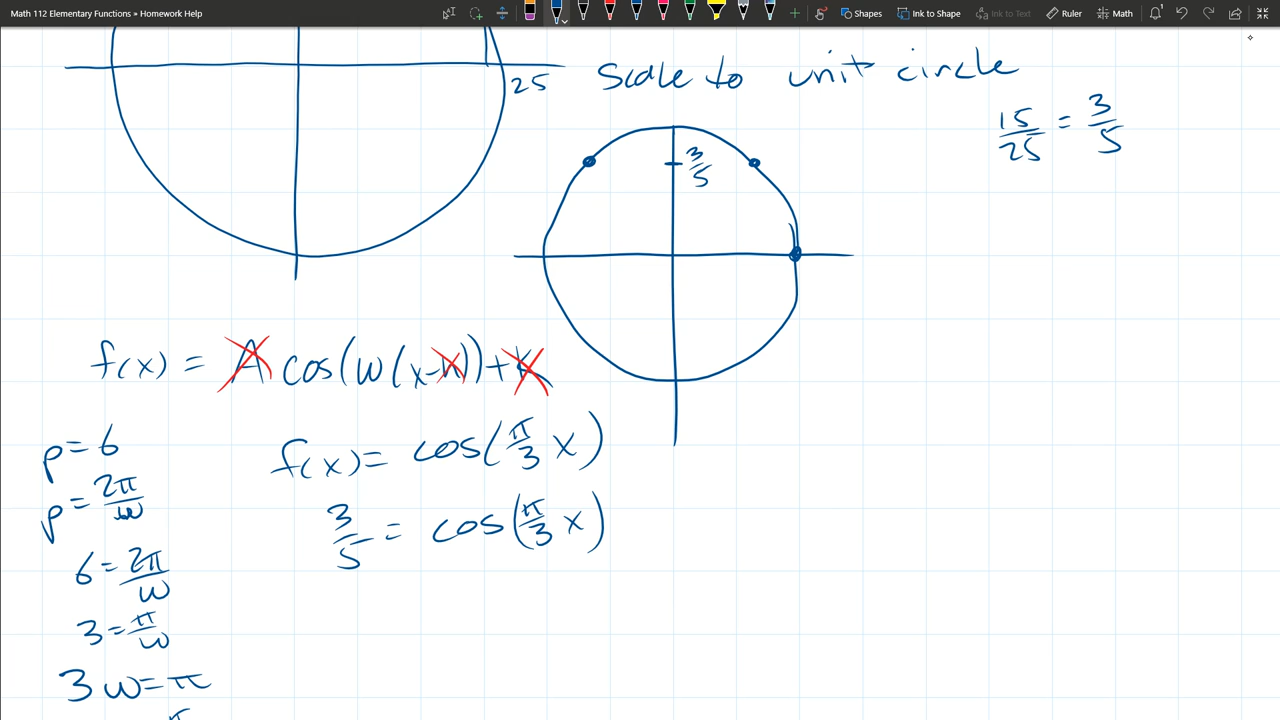 Math 112 Elementary Functions » Homework Help
Shapes
Ink to Shape
Ink to Text
Ruler
Math
25
Scale to unit circle
15/25 = 3/5
3/5
f(x) = A cos(w(x-h))+k
p=6
f(x)= cos(π/3 x)
p=2π/w
3/5 = cos(π/3 x)
6=2π/w
3=π/w
3w=π
π